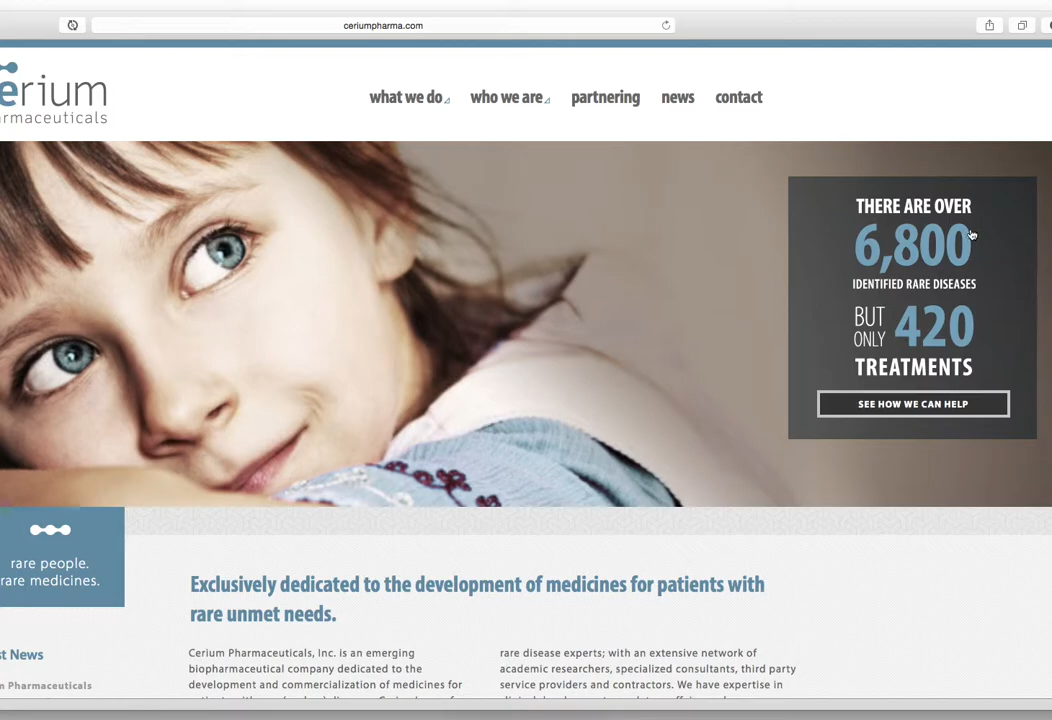 ceriumpharma.com
erium
armaceuticals
what we do
who we are
partnering
news
contact
THERE ARE OVER
6,800
IDENTIFIED RARE DISEASES
BUT
ONLY
420
TREATMENTS
SEE HOW WE CAN HELP
rare people.
rare medicines.
Exclusively dedicated to the development of medicines for patients with
rare unmet needs.
st News
m Pharmaceuticals
Cerium Pharmaceuticals, Inc. is an emerging
biopharmaceutical company dedicated to the
development and commercialization of medicines for
rare disease experts; with an extensive network of
academic researchers, specialized consultants, third party
service providers and contractors. We have expertise in